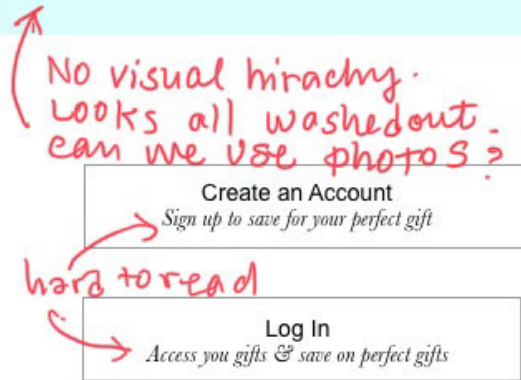 No visual hirachy.
Looks all washedout.
can we use photos?
Create an Account
Sign up to save for your perfect gift
hard to read
Log In
Access you gifts & save on perfect gifts